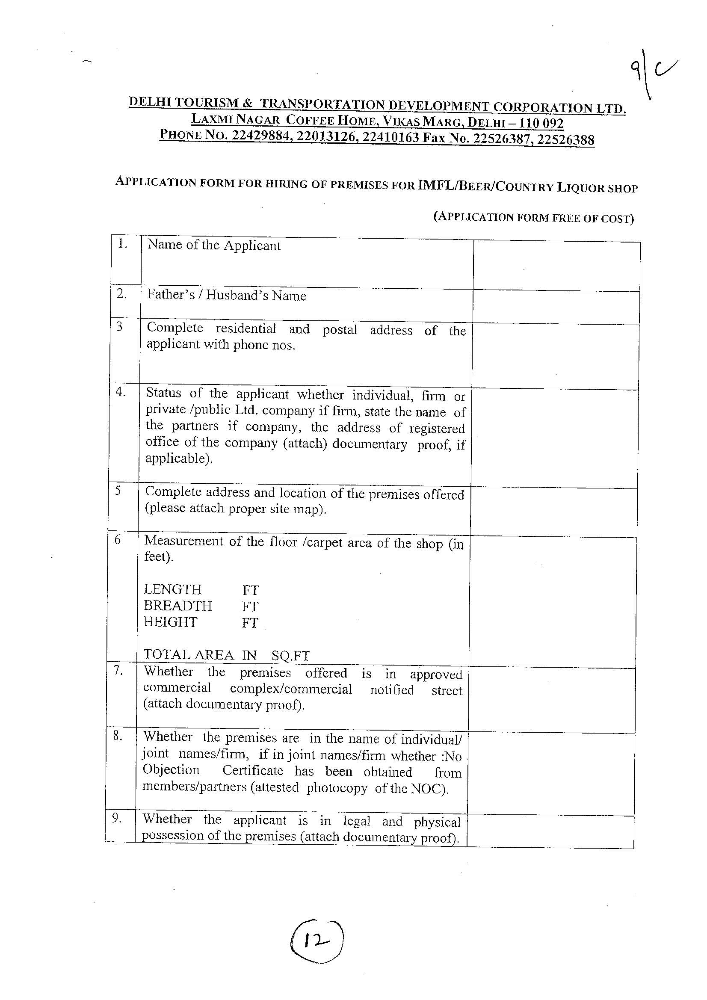 9/C
DELHI TOURISM & TRANSPORTATION DEVELOPMENT CORPORATION LTD.
LAXMI NAGAR COFFEE HOME, VIKAS MARG, DELHI – 110 092
PHONE NO. 22429884, 22013126, 22410163 Fax No. 22526387, 22526388
APPLICATION FORM FOR HIRING OF PREMISES FOR IMFL/BEER/COUNTRY LIQUOR SHOP
(APPLICATION FORM FREE OF COST)
1. Name of the Applicant
2. Father's / Husband's Name
3 Complete residential and postal address of the
applicant with phone nos.
4. Status of the applicant whether individual, firm or
private /public Ltd. company if firm, state the name of
the partners if company, the address of registered
office of the company (attach) documentary proof, if
applicable).
5 Complete address and location of the premises offered
(please attach proper site map).
6 Measurement of the floor /carpet area of the shop (in
feet).
LENGTH FT
BREADTH FT
HEIGHT FT
TOTAL AREA IN SQ.FT
7. Whether the premises offered is in approved
commercial complex/commercial notified street
(attach documentary proof).
8. Whether the premises are in the name of individual/
joint names/firm, if in joint names/firm whether :No
Objection Certificate has been obtained from
members/partners (attested photocopy of the NOC).
9. Whether the applicant is in legal and physical
possession of the premises (attach documentary proof).
12